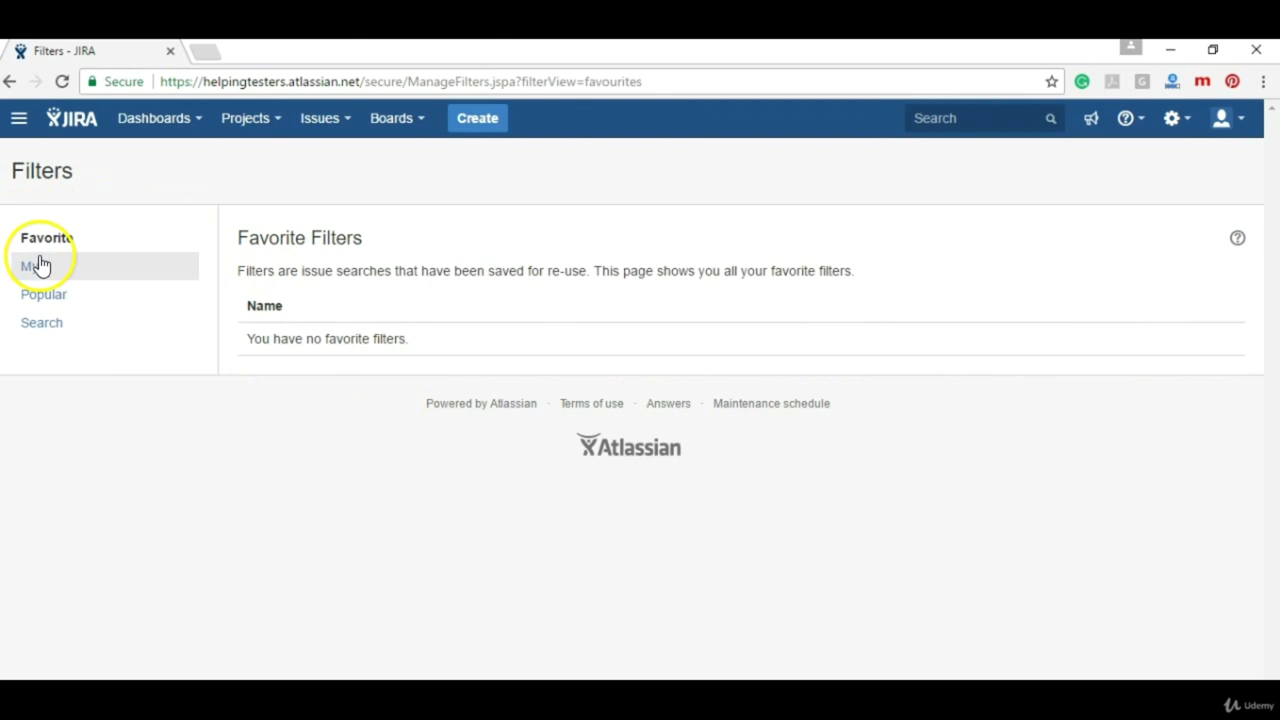 Filters - JIRA
Secure https://helpingtesters.atlassian.net/secure/ManageFilters.jspa?filterView=favourites
JIRA Dashboards Projects Issues Boards Create Search
Filters
Favorite
My
Popular
Search
Favorite Filters
Filters are issue searches that have been saved for re-use. This page shows you all your favorite filters.
Name
You have no favorite filters.
Powered by Atlassian · Terms of use · Answers · Maintenance schedule
Atlassian
Udemy